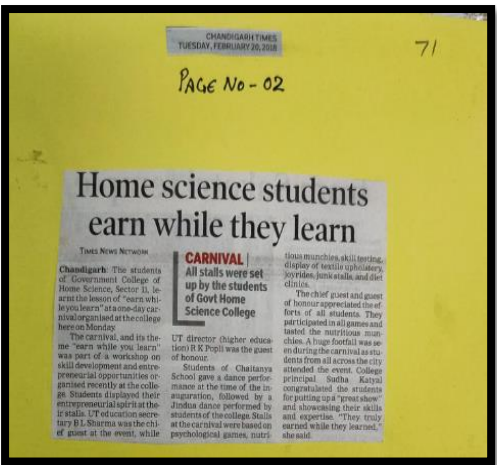 CHANDIGARH TIMES
TUESDAY, FEBRUARY 20, 2018
71
PAGE NO - 02
Home science students
earn while they learn
TIMES NEWS NETWORK
Chandigarh: The students
of Government College of
Home Science, Sector 11, le-
arnt the lesson of "earn whi-
le you learn" at a one-day car-
nival organised at the college
here on Monday.
The carnival, and its the-
me "earn while you learn"
was part of a workshop on
skill development and entre-
preneurial opportunities or-
ganised recently at the colle-
ge. Students displayed their
entrepreneurial spirit at the-
ir stalls. UT education secre-
tary B L Sharma was the chi-
ef guest at the event, while
CARNIVAL
All stalls were set
up by the students
of Govt Home
Science College
UT director (higher educa-
tion) R K Popli was the guest
of honour.
Students of Chaitanya
School gave a dance perfor-
mance at the time of the in-
auguration, followed by a
Jindua dance performed by
students of the college. Stalls
at the carnival were based on
psychological games, nutri-
tious munchies, skill testing,
display of textile upholstery,
joyrides, junk stalls, and diet
clinics.
The chief guest and guest
of honour appreciated the ef-
forts of all students. They
participated in all games and
tasted the nutritious mun-
chies. A huge footfall was se-
en during the carnival as stu-
dents from all across the city
attended the event. College
principal Sudha Katyal
congratulated the students
for putting up a "great show"
and showcasing their skills
and expertise. "They truly
earned while they learned,"
she said.